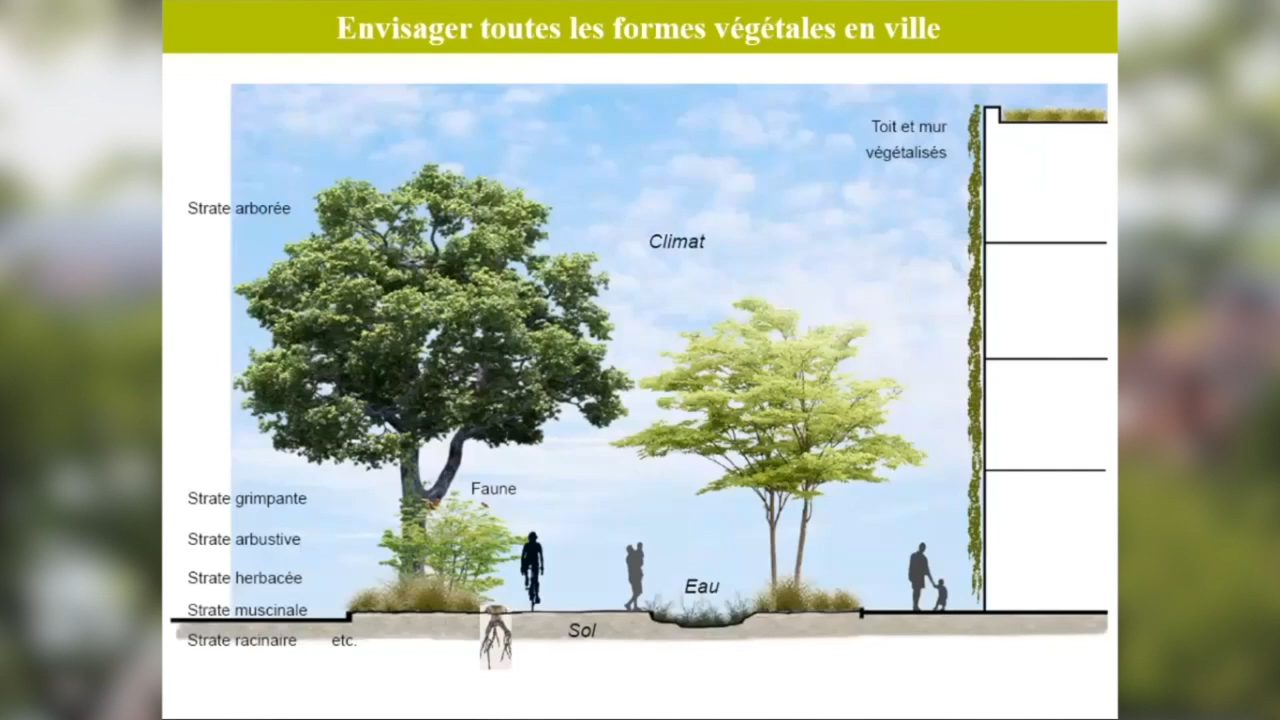 Envisager toutes les formes végétales en ville
Toit et mur
végétalisés
Strate arborée
Climat
Faune
Strate grimpante
Strate arbustive
Strate herbacée
Eau
Strate muscinale
Sol
Strate racinaire etc.